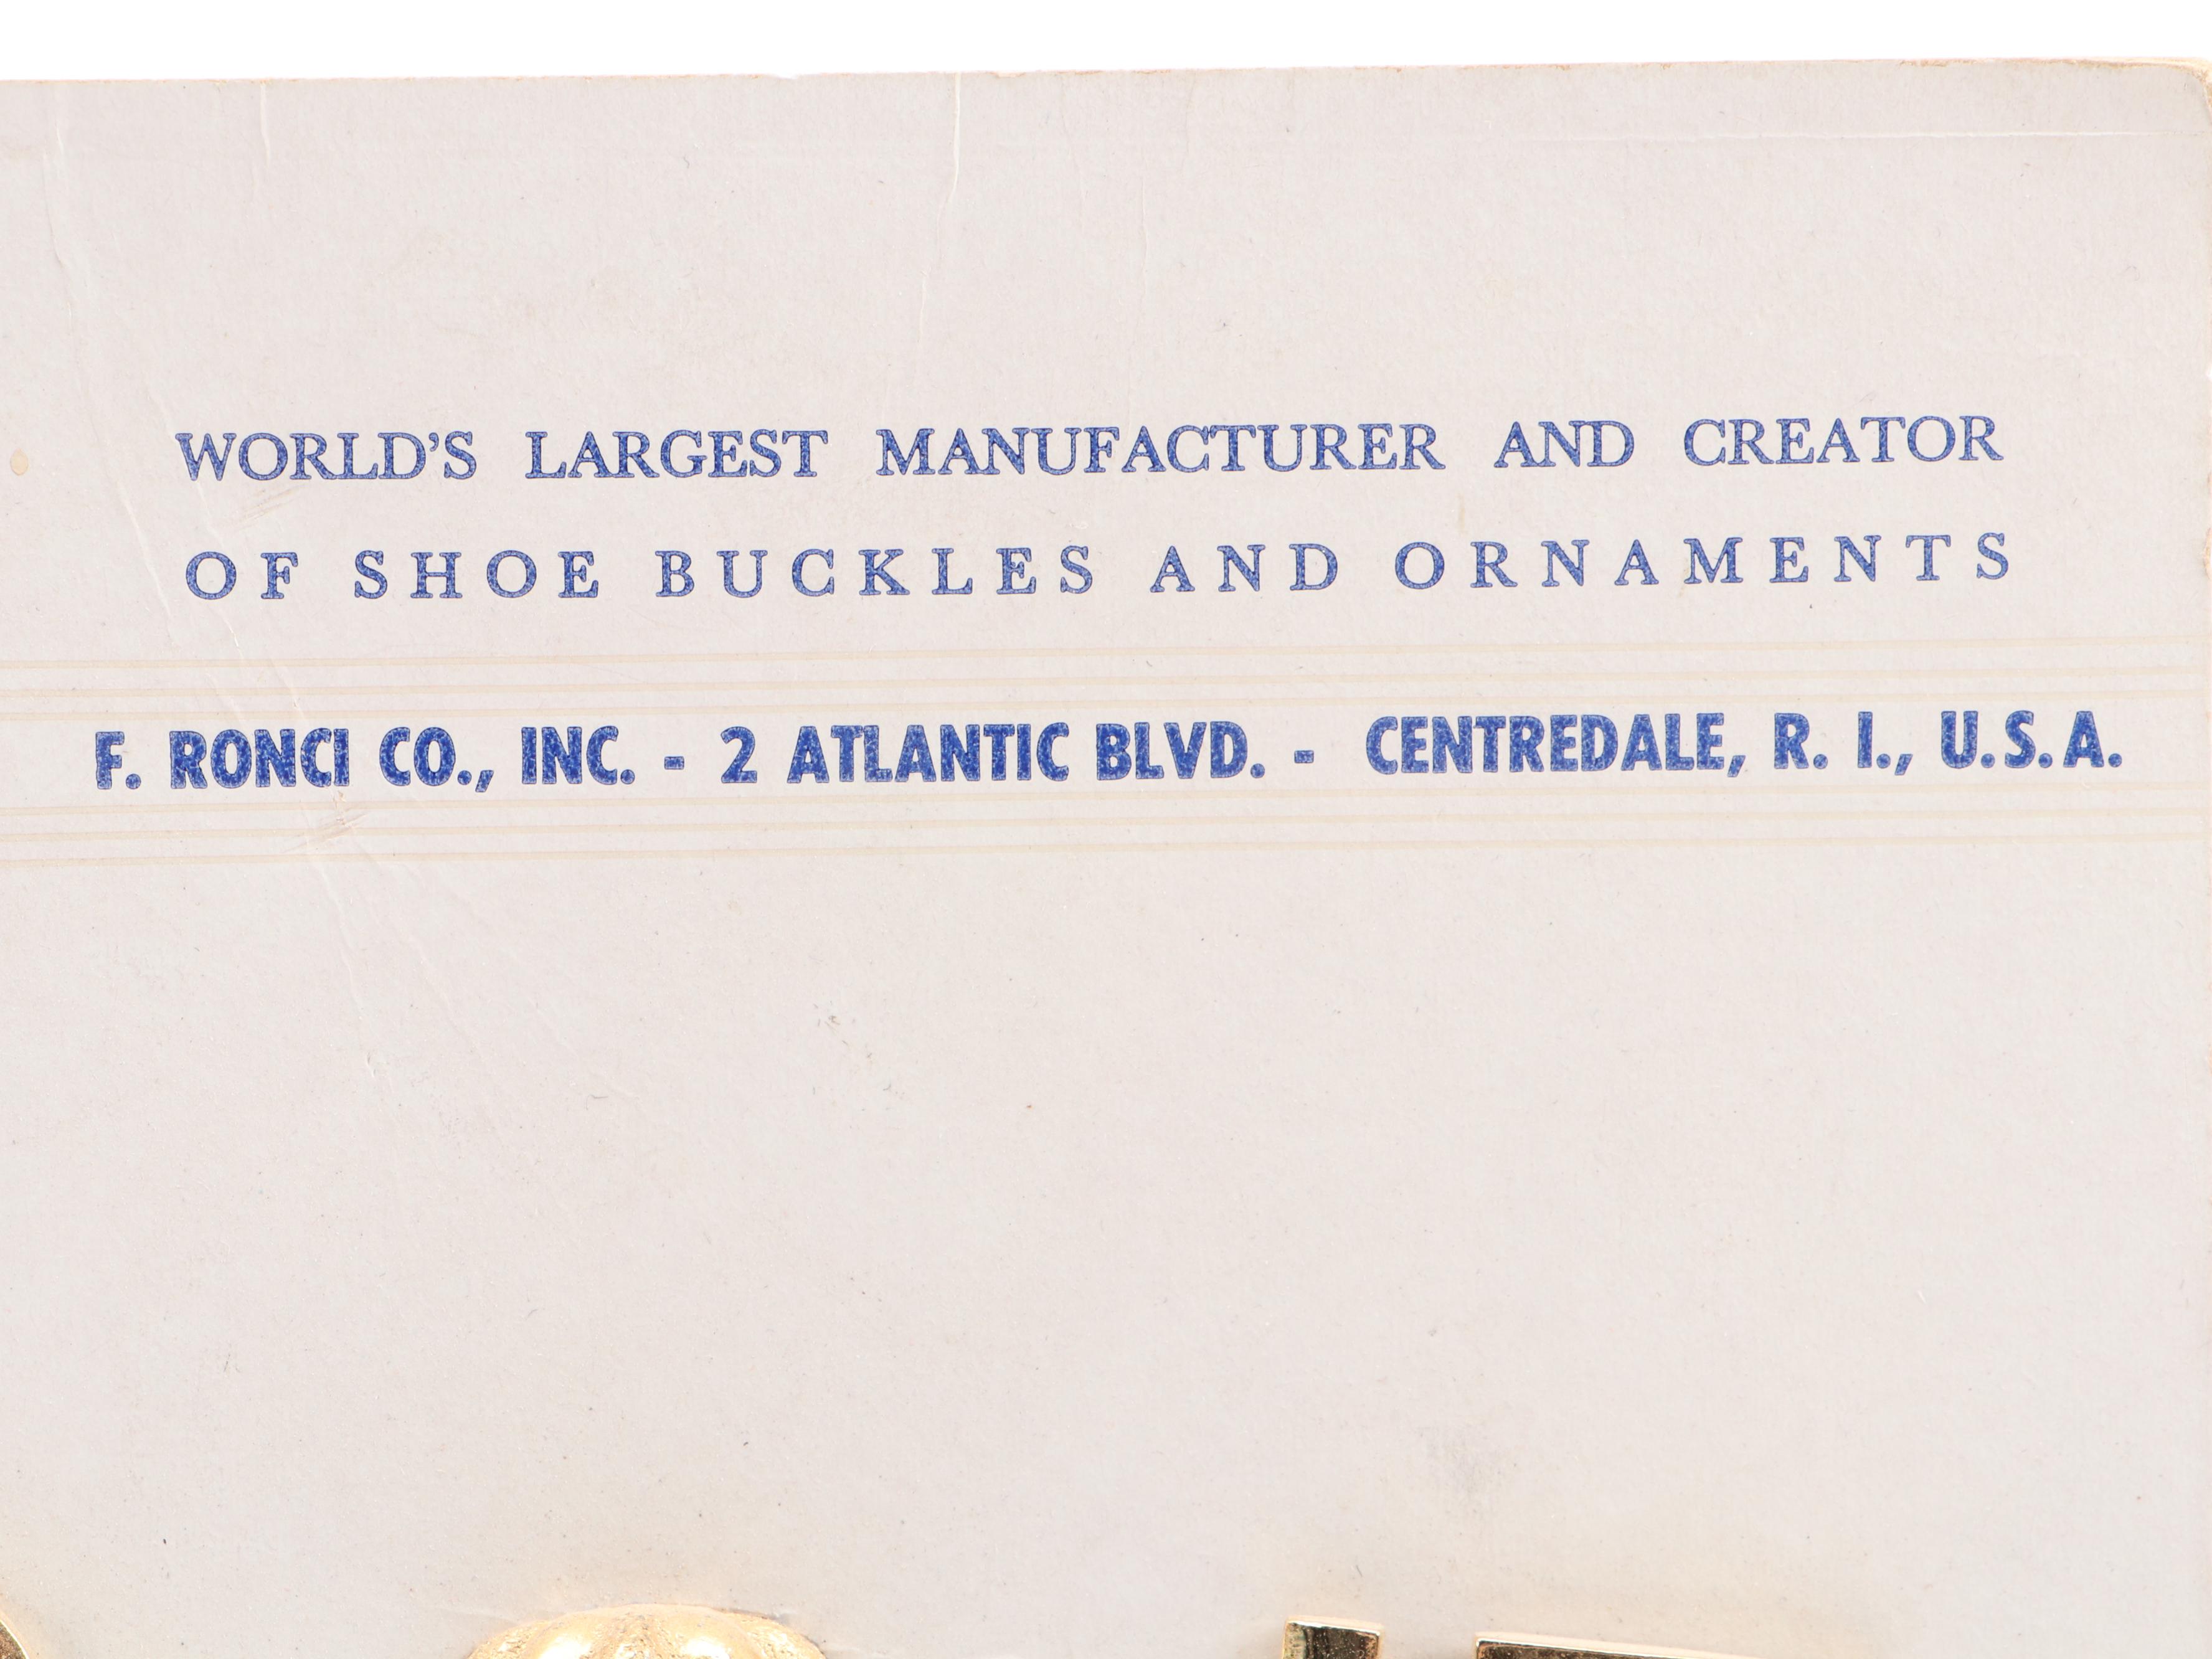 WORLD'S LARGEST MANUFACTURER AND CREATOR
OF SHOE BUCKLES AND ORNAMENTS
F. RONCI CO., INC. - 2 ATLANTIC BLVD. - CENTREDALE, R. I., U.S.A.